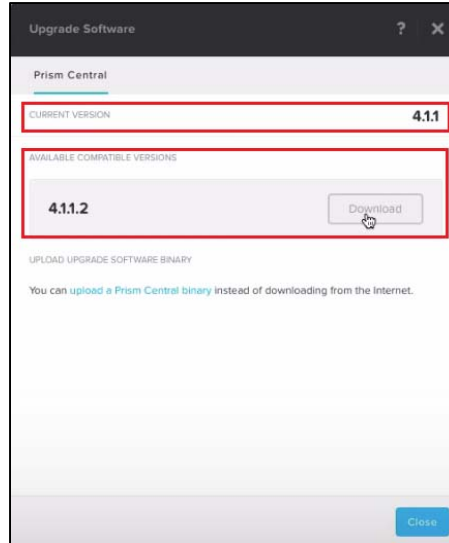 Upgrade Software ? ×
Prism Central
CURRENT VERSION 4.1.1
AVAILABLE COMPATIBLE VERSIONS
4.1.1.2 Download
UPLOAD UPGRADE SOFTWARE BINARY
You can upload a Prism Central binary instead of downloading from the Internet.
Close